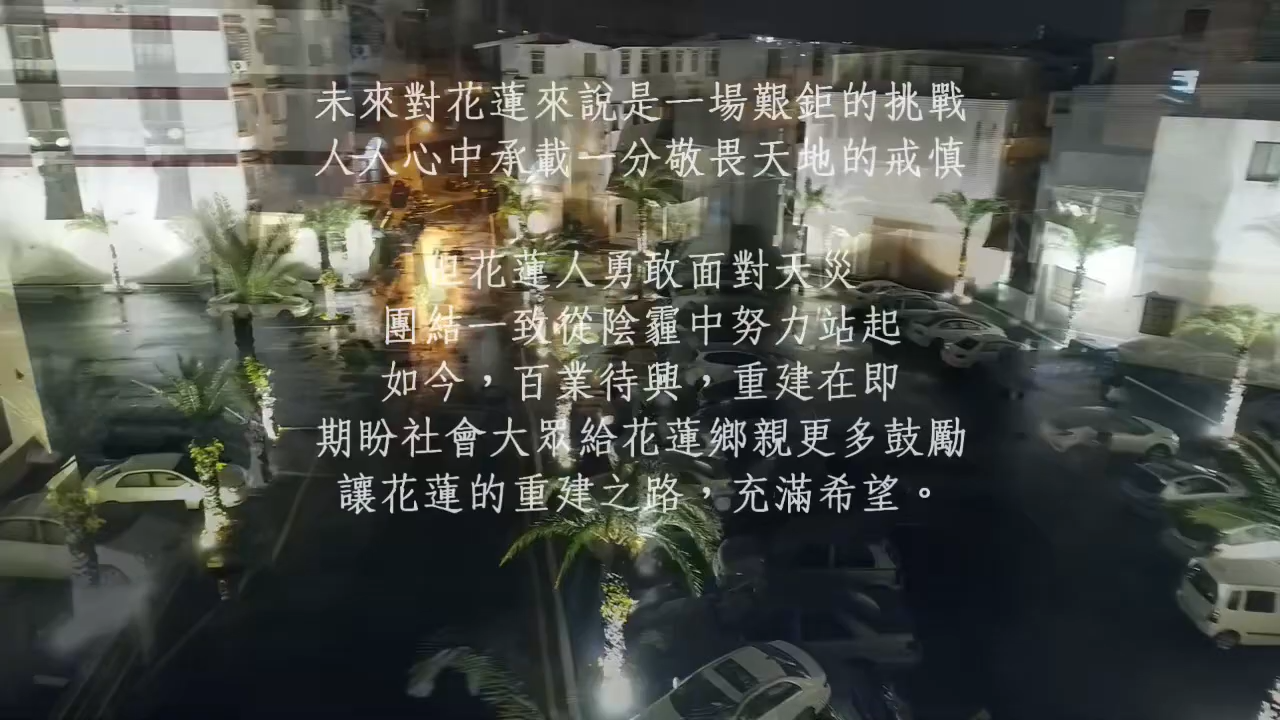 未來對花蓮來說是一場艱鉅的挑戰
人人心中承載一分敬畏天地的戒慎
但花蓮人勇敢面對天災
團結一致從陰霾中努力站起
如今，百業待興，重建在即
期盼社會大眾給花蓮鄉親更多鼓勵
讓花蓮的重建之路，充滿希望。